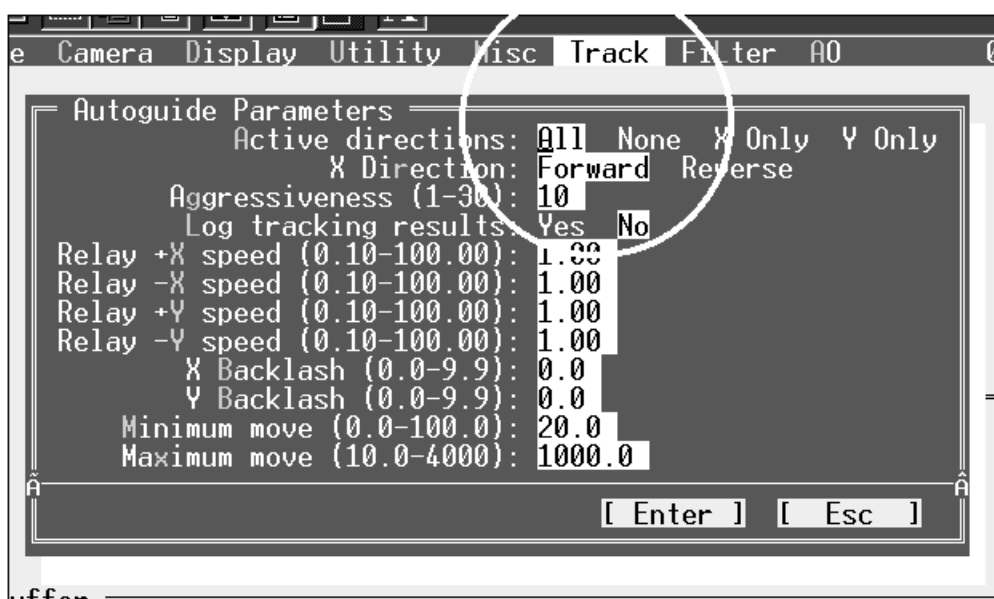 e Camera Display Utility Misc Track Filter AO
Autoguide Parameters
Active directions: All None X Only Y Only
X Direction: Forward Reverse
Aggressiveness (1-30): 10
Log tracking results: Yes No
Relay +X speed (0.10-100.00): 1.00
Relay -X speed (0.10-100.00): 1.00
Relay +Y speed (0.10-100.00): 1.00
Relay -Y speed (0.10-100.00): 1.00
X Backlash (0.0-9.9): 0.0
Y Backlash (0.0-9.9): 0.0
Minimum move (0.0-100.0): 20.0
Maximum move (10.0-4000): 1000.0
[ Enter ] [ Esc ]